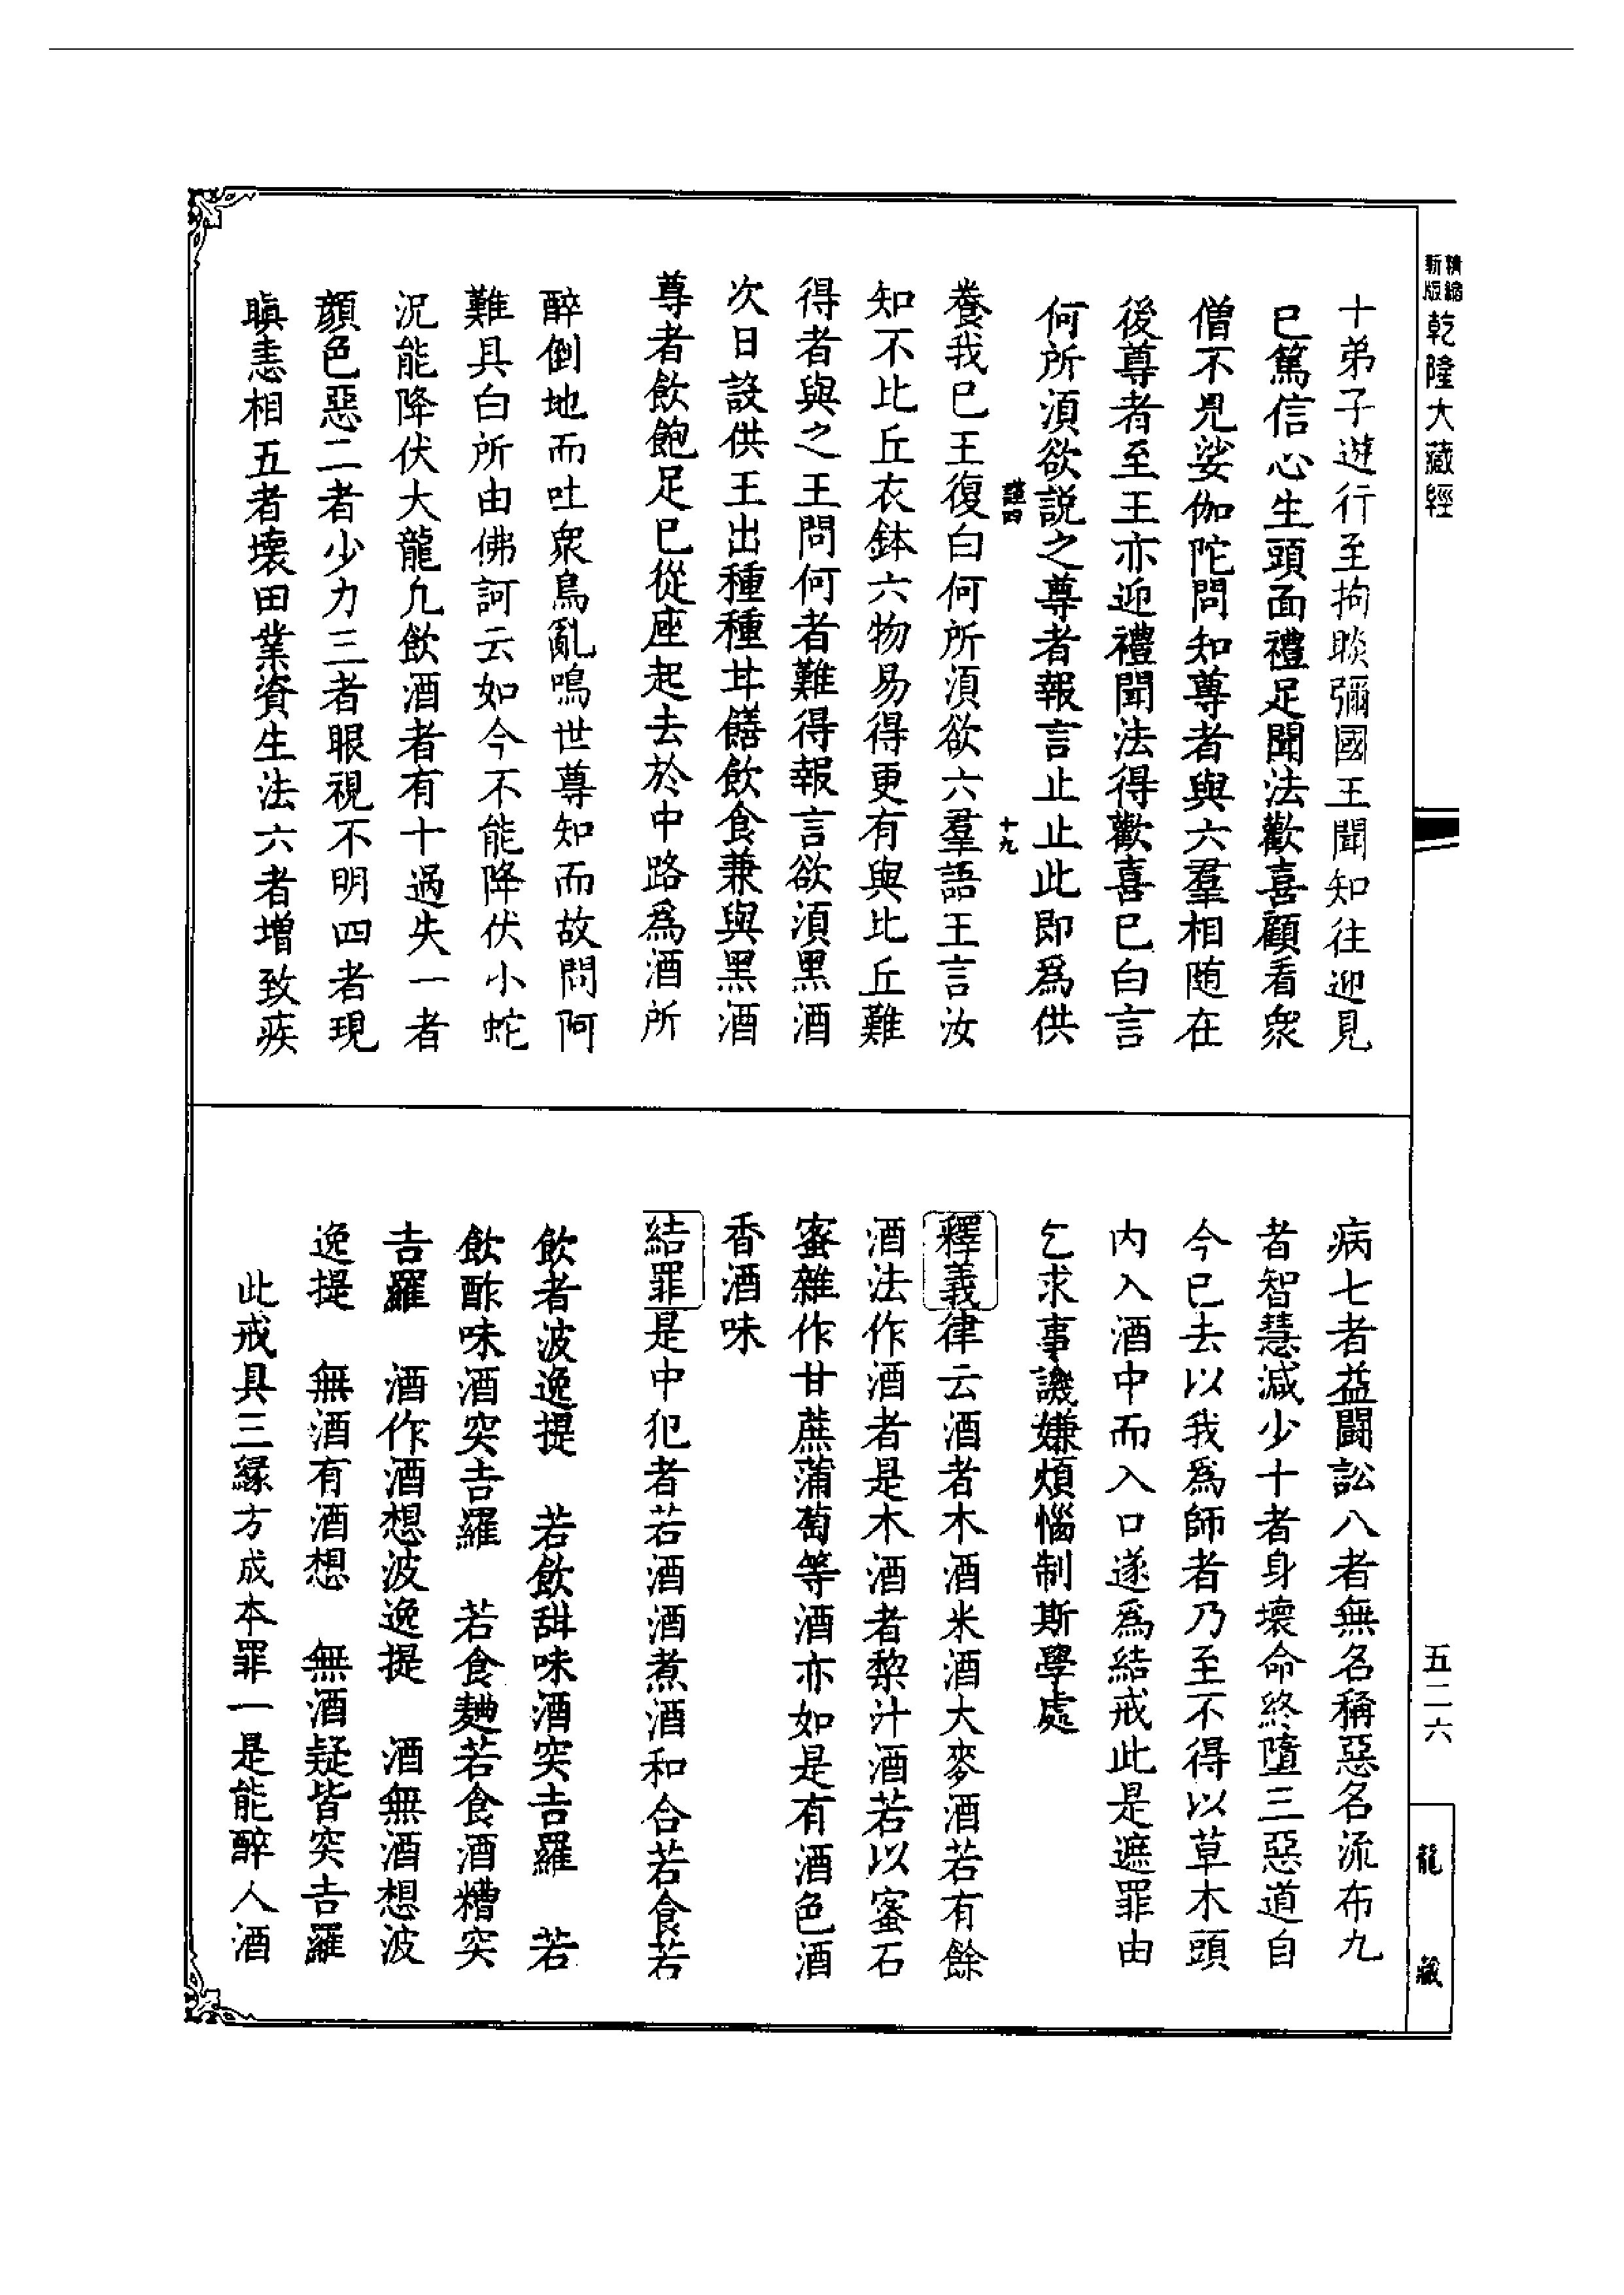 精縮
新版
乾隆大藏經
十弟子遊行至拘睒彌國王聞知往迎見
已篤信心生頭面禮足聞法歡喜顧看眾
僧不見娑伽陀問知尊者與六羣相随在
後尊者至王亦迎禮聞法得歡喜已白言
何所湏欲說之尊者報言止止此即爲供
謹四
十九
養我已王復白何所湏欲六羣語王言汝
知不比丘衣鉢六物易得更有與比丘難
得者與之王問何者難得報言欲湏黒酒
次日設供王出種種甘饍飲食兼與黒酒
尊者飲飽足已從座起去於中路爲酒所
醉倒地而吐衆鳥亂鳴世尊知而故問阿
難具白所由佛訶云如今不能降伏小蛇
況能降伏大龍凢飲酒者有十過失一者
顔色惡二者少力三者眼視不明四者現
瞋恚相五者壊田業資生法六者增致疾
病七者益闘訟八者無名稱惡名流布九
者智慧減少十者身壊命終墮三惡道自
今已去以我爲師者乃至不得以草木頭
内入酒中而入口遂爲結戒此是遮罪由
乞求事譏嫌煩惱制斯學處
釋義律云酒者木酒米酒大麥酒若有餘
酒法作酒者是木酒者棃汁酒若以蜜石
蜜雜作甘蔗蒲萄等酒亦如是有酒色酒
香酒味
結罪是中犯者若酒酒煮酒和合若食若
飲者波逸提　若飲甜味酒突吉羅　若
飲酢味酒突吉羅　若食麯若食酒糟突
吉羅　酒作酒想波逸提　酒無酒想波
逸提　無酒有酒想　無酒疑皆突吉羅
此戒具三緣方成本罪一是能醉人酒
五二六
龍藏